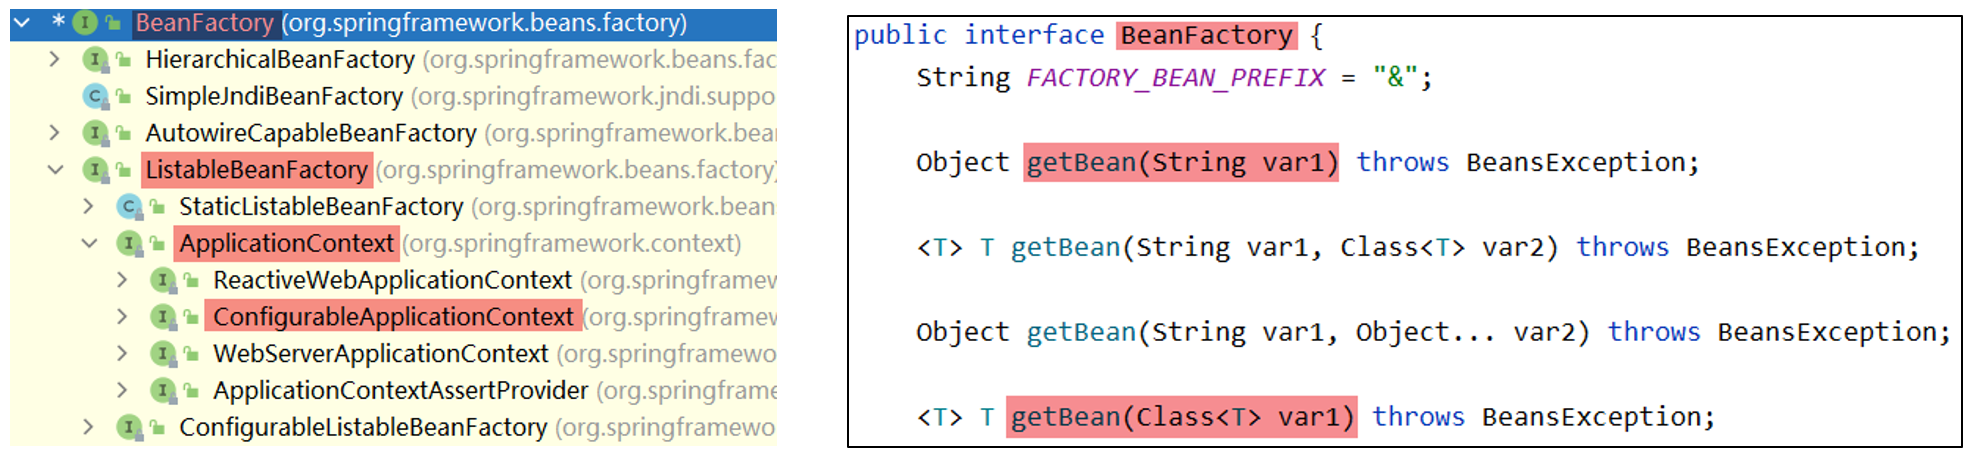 * BeanFactory (org.springframework.beans.factory)
HierarchicalBeanFactory (org.springframework.beans.fac
SimpleJndiBeanFactory (org.springframework.jndi.suppo
AutowireCapableBeanFactory (org.springframework.bea
ListableBeanFactory (org.springframework.beans.factory)
StaticListableBeanFactory (org.springframework.bean
ApplicationContext (org.springframework.context)
ReactiveWebApplicationContext (org.springframew
ConfigurableApplicationContext (org.springframew
WebServerApplicationContext (org.springframewo
ApplicationContextAssertProvider (org.springframe
ConfigurableListableBeanFactory (org.springframewo
public interface BeanFactory {
String FACTORY_BEAN_PREFIX = "&";
Object getBean(String var1) throws BeansException;
<T> T getBean(String var1, Class<T> var2) throws BeansException;
Object getBean(String var1, Object... var2) throws BeansException;
<T> T getBean(Class<T> var1) throws BeansException;